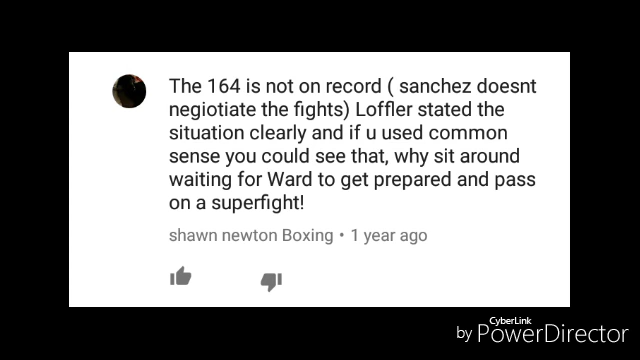 The 164 is not on record ( sanchez doesnt
negiotiate the fights) Loffler stated the
situation clearly and if u used common
sense you could see that, why sit around
waiting for Ward to get prepared and pass
on a superfight!
shawn newton Boxing • 1 year ago
CyberLink
by PowerDirector